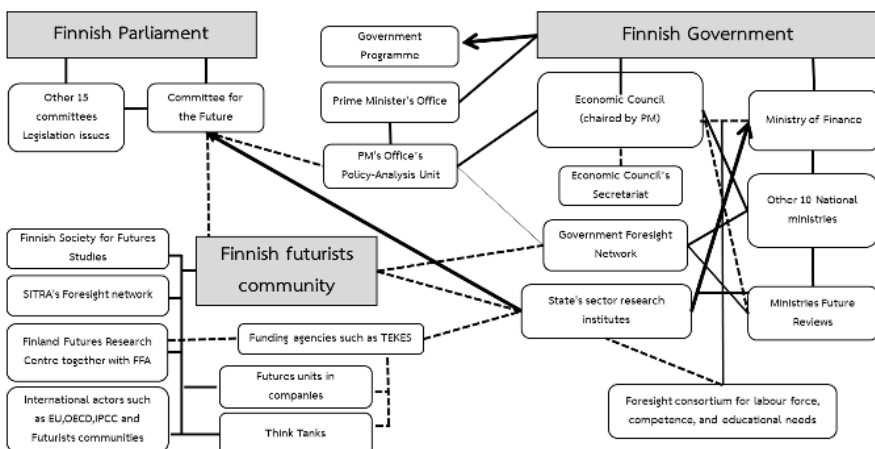 Finnish Parliament
Finnish Government
Government
Programme
Other 15
committees
Legislation issues
Committee for
the Future
Prime Minister's Office
Economic Council
(chaired by PM)
Ministry of Finance
PM's Office's
Policy-Analysis Unit
Economic Council's
Secretariat
Other 10 National
ministries
Finnish Society for Futures
Studies
Finnish futurists
community
Government Foresight
Network
SITRA's Foresight network
State's sector research
institutes
Ministries Future
Reviews
Finland Futures Research
Centre together with FFA
Funding agencies such as TEKES
International actors such
as EU,OECD,IPCC and
Futurists communities
Futures units in
companies
Think Tanks
Foresight consortium for labour force,
competence, and educational needs